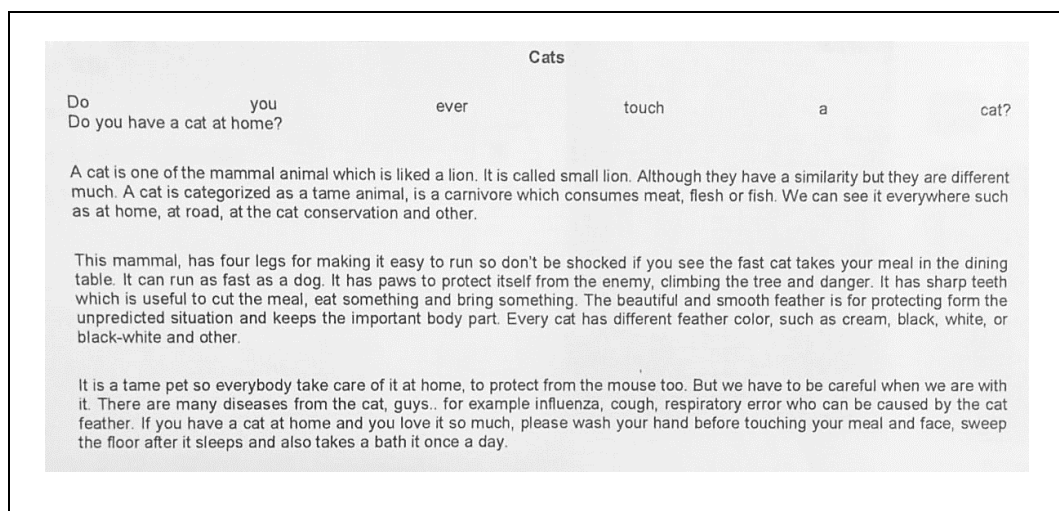 Cats
Do you ever touch a cat?
Do you have a cat at home?
A cat is one of the mammal animal which is liked a lion. It is called small lion. Although they have a similarity but they are different
much. A cat is categorized as a tame animal, is a carnivore which consumes meat, flesh or fish. We can see it everywhere such
as at home, at road, at the cat conservation and other.
This mammal, has four legs for making it easy to run so don't be shocked if you see the fast cat takes your meal in the dining
table. It can run as fast as a dog. It has paws to protect itself from the enemy, climbing the tree and danger. It has sharp teeth
which is useful to cut the meal, eat something and bring something. The beautiful and smooth feather is for protecting form the
unpredicted situation and keeps the important body part. Every cat has different feather color, such as cream, black, white, or
black-white and other.
It is a tame pet so everybody take care of it at home, to protect from the mouse too. But we have to be careful when we are with
it. There are many diseases from the cat, guys.. for example influenza, cough, respiratory error who can be caused by the cat
feather. If you have a cat at home and you love it so much, please wash your hand before touching your meal and face, sweep
the floor after it sleeps and also takes a bath it once a day.